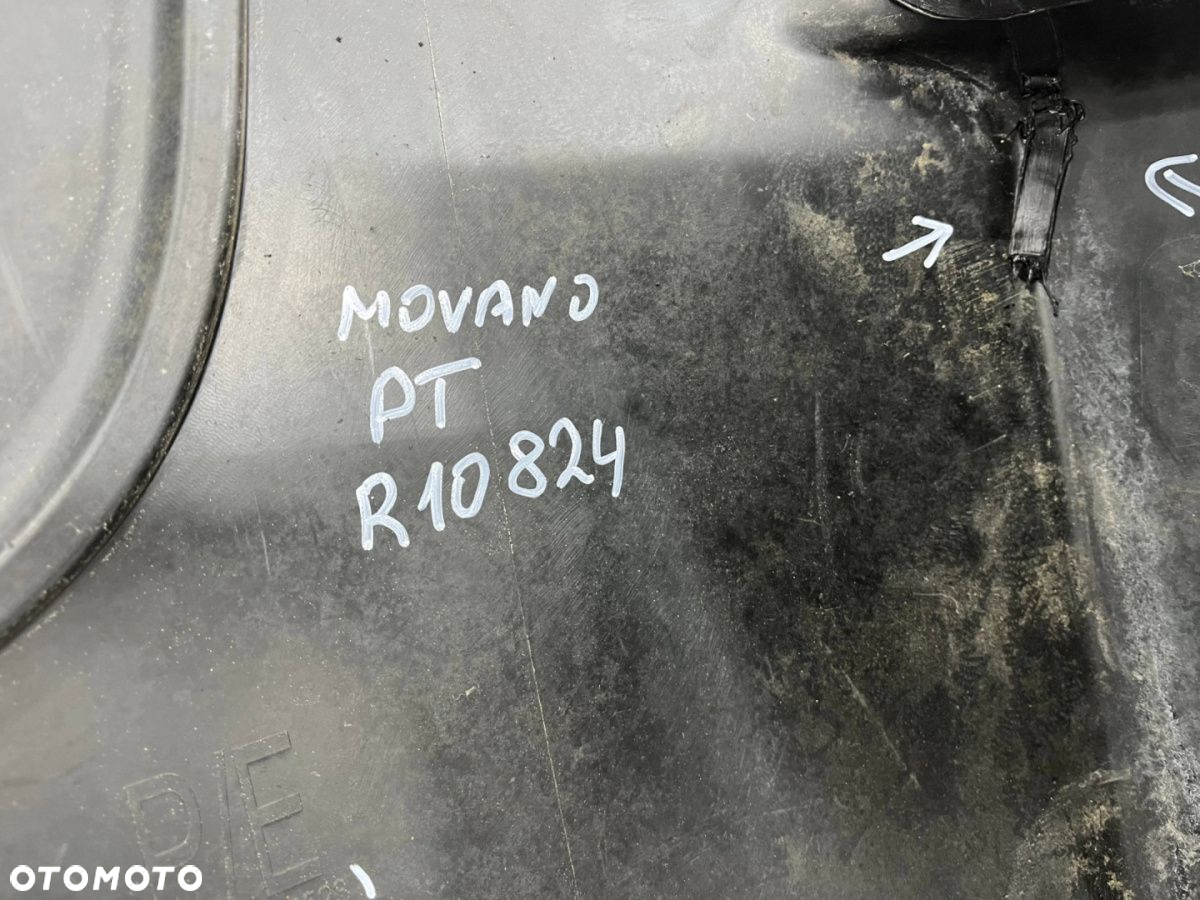 MOVANO
PT
R10824
D/E
OTOMOTO